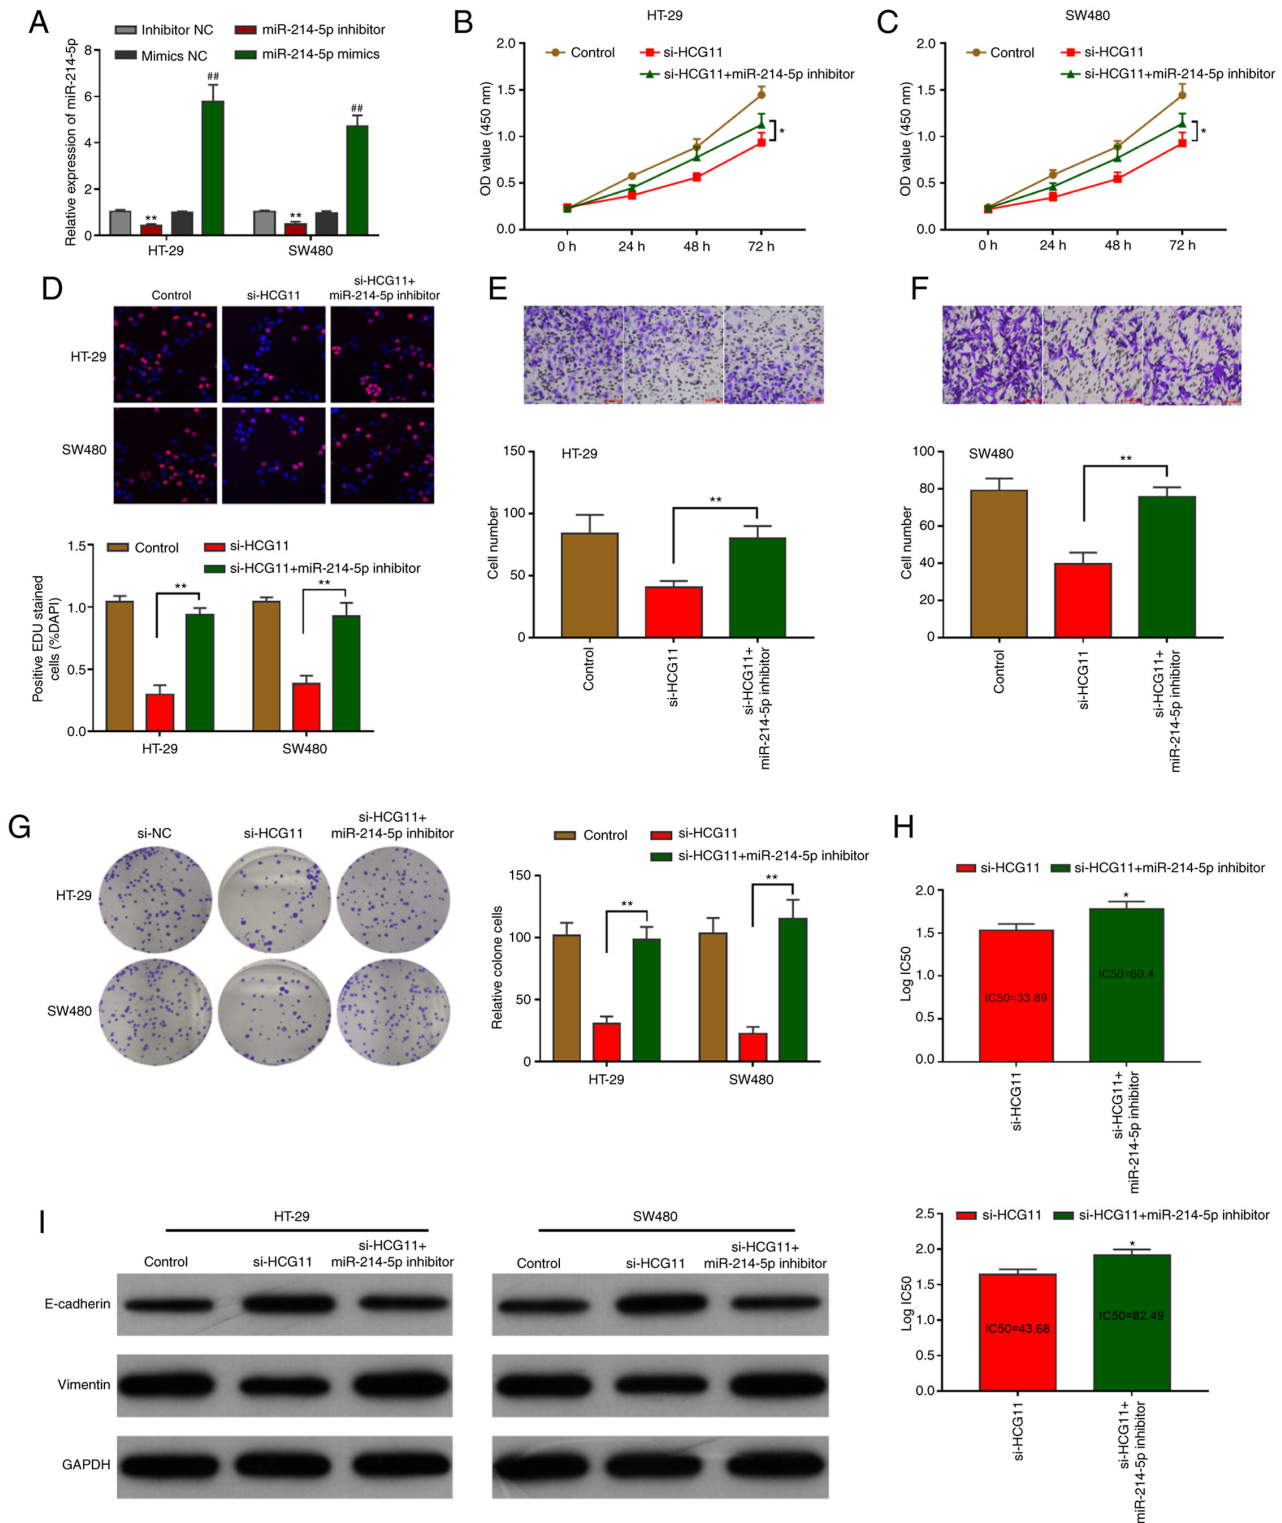 A
Inhibitor NC
miR-214-5p inhibitor
Mimics NC
miR-214-5p mimics
Relative expression of miR-214-5p
8
6
4
2
0
**
##
**
##
HT-29
SW480
B
HT-29
Control
si-HCG11
si-HCG11+miR-214-5p inhibitor
OD value (450 nm)
2.0
1.5
1.0
0.5
0.0
*
0 h
24 h
48 h
72 h
C
SW480
Control
si-HCG11
si-HCG11+miR-214-5p inhibitor
OD value (450 nm)
2.0
1.5
1.0
0.5
0.0
*
0 h
24 h
48 h
72 h
D
Control
si-HCG11
si-HCG11+
miR-214-5p inhibitor
HT-29
SW480
Control
si-HCG11
si-HCG11+miR-214-5p inhibitor
Positive EDU stained
cells (%DAPI)
1.5
1.0
0.5
0.0
**
**
HT-29
SW480
E
HT-29
Cell number
150
100
50
0
**
Control
si-HCG11
si-HCG11+
miR-214-5p inhibitor
F
SW480
Cell number
100
80
60
40
20
0
**
Control
si-HCG11
si-HCG11+
miR-214-5p inhibitor
G
si-NC
si-HCG11
si-HCG11+
miR-214-5p inhibitor
HT-29
SW480
Control
si-HCG11
si-HCG11+miR-214-5p inhibitor
Relative colone cells
150
100
50
0
**
**
HT-29
SW480
H
si-HCG11
si-HCG11+miR-214-5p inhibitor
Log IC50
2.0
1.5
1.0
0.5
0.0
*
IC50=33.89
IC50=60.4
si-HCG11
si-HCG11+
miR-214-5p inhibitor
si-HCG11
si-HCG11+miR-214-5p inhibitor
Log IC50
2.5
2.0
1.5
1.0
0.5
0.0
*
IC50=43.68
IC50=82.49
si-HCG11
si-HCG11+
miR-214-5p inhibitor
I
HT-29
SW480
Control
si-HCG11
si-HCG11+
miR-214-5p inhibitor
Control
si-HCG11
si-HCG11+
miR-214-5p inhibitor
E-cadherin
Vimentin
GAPDH